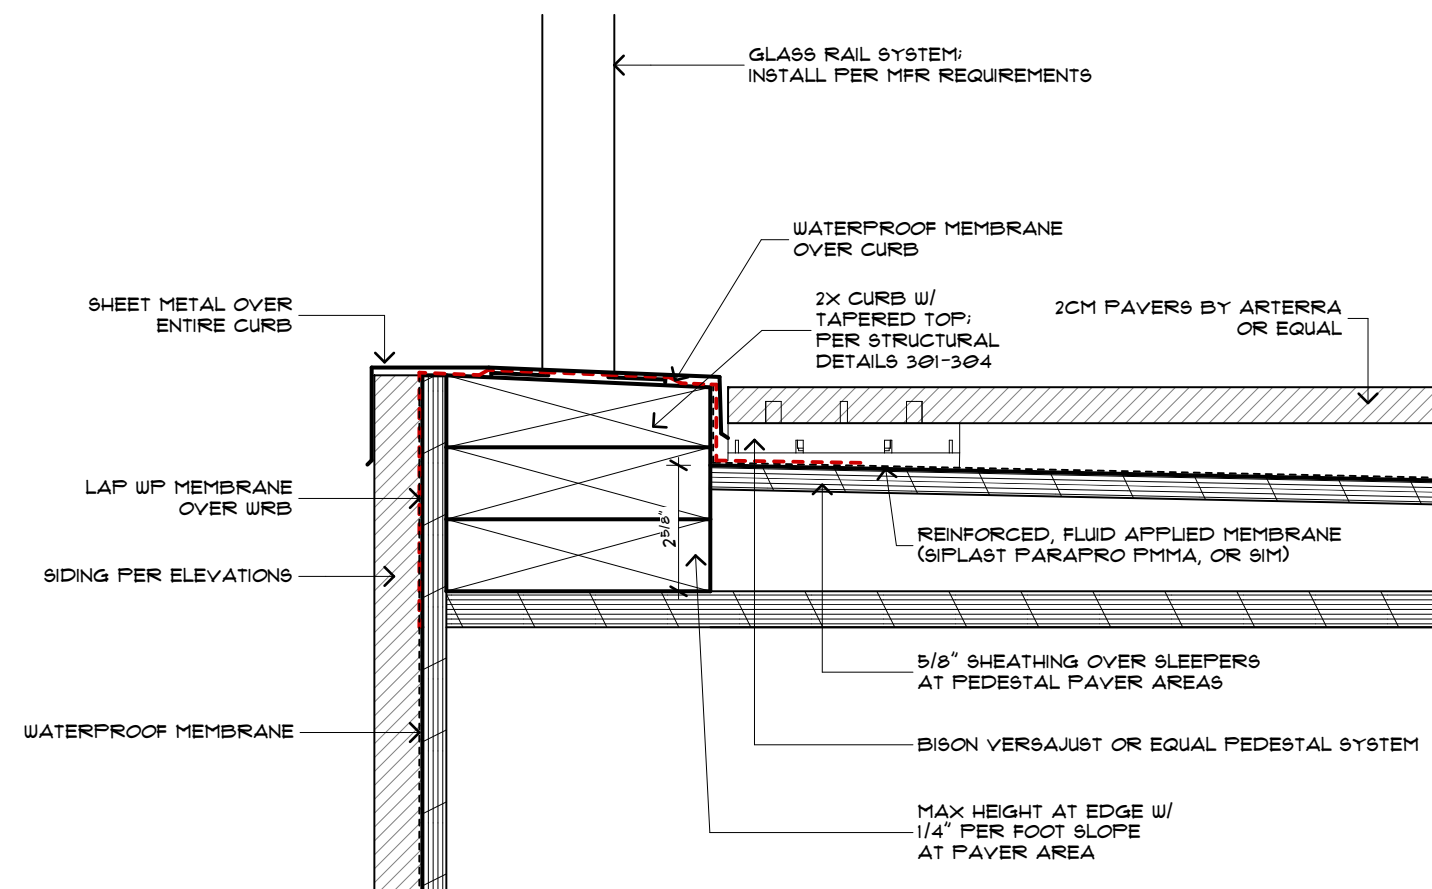 GLASS RAIL SYSTEM;
INSTALL PER MFR REQUIREMENTS
WATERPROOF MEMBRANE
OVER CURB
SHEET METAL OVER
ENTIRE CURB
2X CURB W/
TAPERED TOP;
PER STRUCTURAL
DETAILS 301-304
2CM PAVERS BY ARTERRA
OR EQUAL
LAP WP MEMBRANE
OVER WRB
2 5/8"
REINFORCED, FLUID APPLIED MEMBRANE
(SIPLAST PARAPRO PMMA, OR SIM)
SIDING PER ELEVATIONS
5/8" SHEATHING OVER SLEEPERS
AT PEDESTAL PAVER AREAS
WATERPROOF MEMBRANE
BISON VERSAJUST OR EQUAL PEDESTAL SYSTEM
MAX HEIGHT AT EDGE W/
1/4" PER FOOT SLOPE
AT PAVER AREA